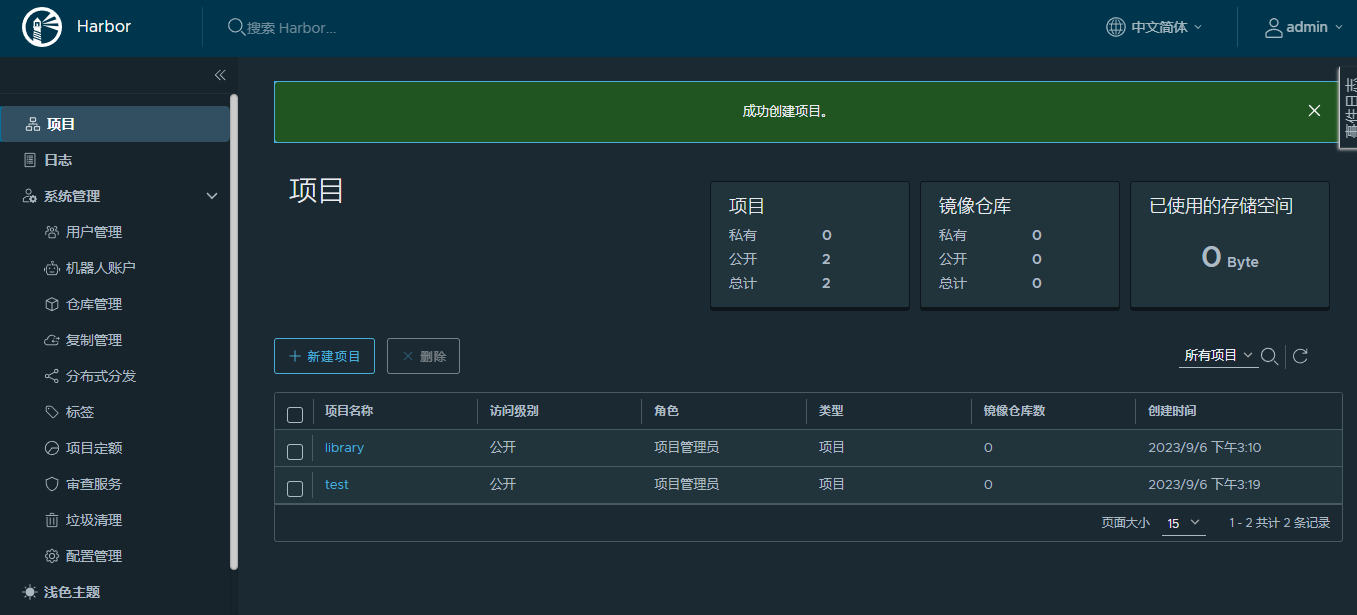 Harbor
搜索 Harbor...
中文简体
admin
事件日志
项目
日志
系统管理
用户管理
机器人账户
仓库管理
复制管理
分布式分发
标签
项目定额
审查服务
垃圾清理
配置管理
浅色主题
成功创建项目。
项目
项目
私有 0
公开 2
总计 2
镜像仓库
私有 0
公开 0
总计 0
已使用的存储空间
0 Byte
新建项目
删除
所有项目
项目名称 访问级别 角色 类型 镜像仓库数 创建时间
library 公开 项目管理员 项目 0 2023/9/6 下午3:10
test 公开 项目管理员 项目 0 2023/9/6 下午3:19
页面大小 15 1 - 2 共计 2 条记录